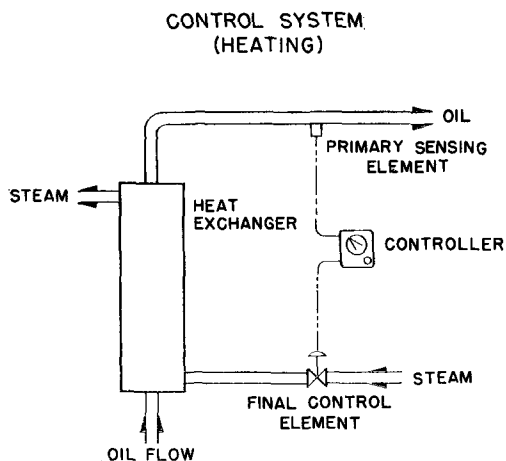 CONTROL SYSTEM
(HEATING)
OIL
PRIMARY SENSING
ELEMENT
STEAM
HEAT
EXCHANGER
CONTROLLER
STEAM
FINAL CONTROL
ELEMENT
OIL FLOW